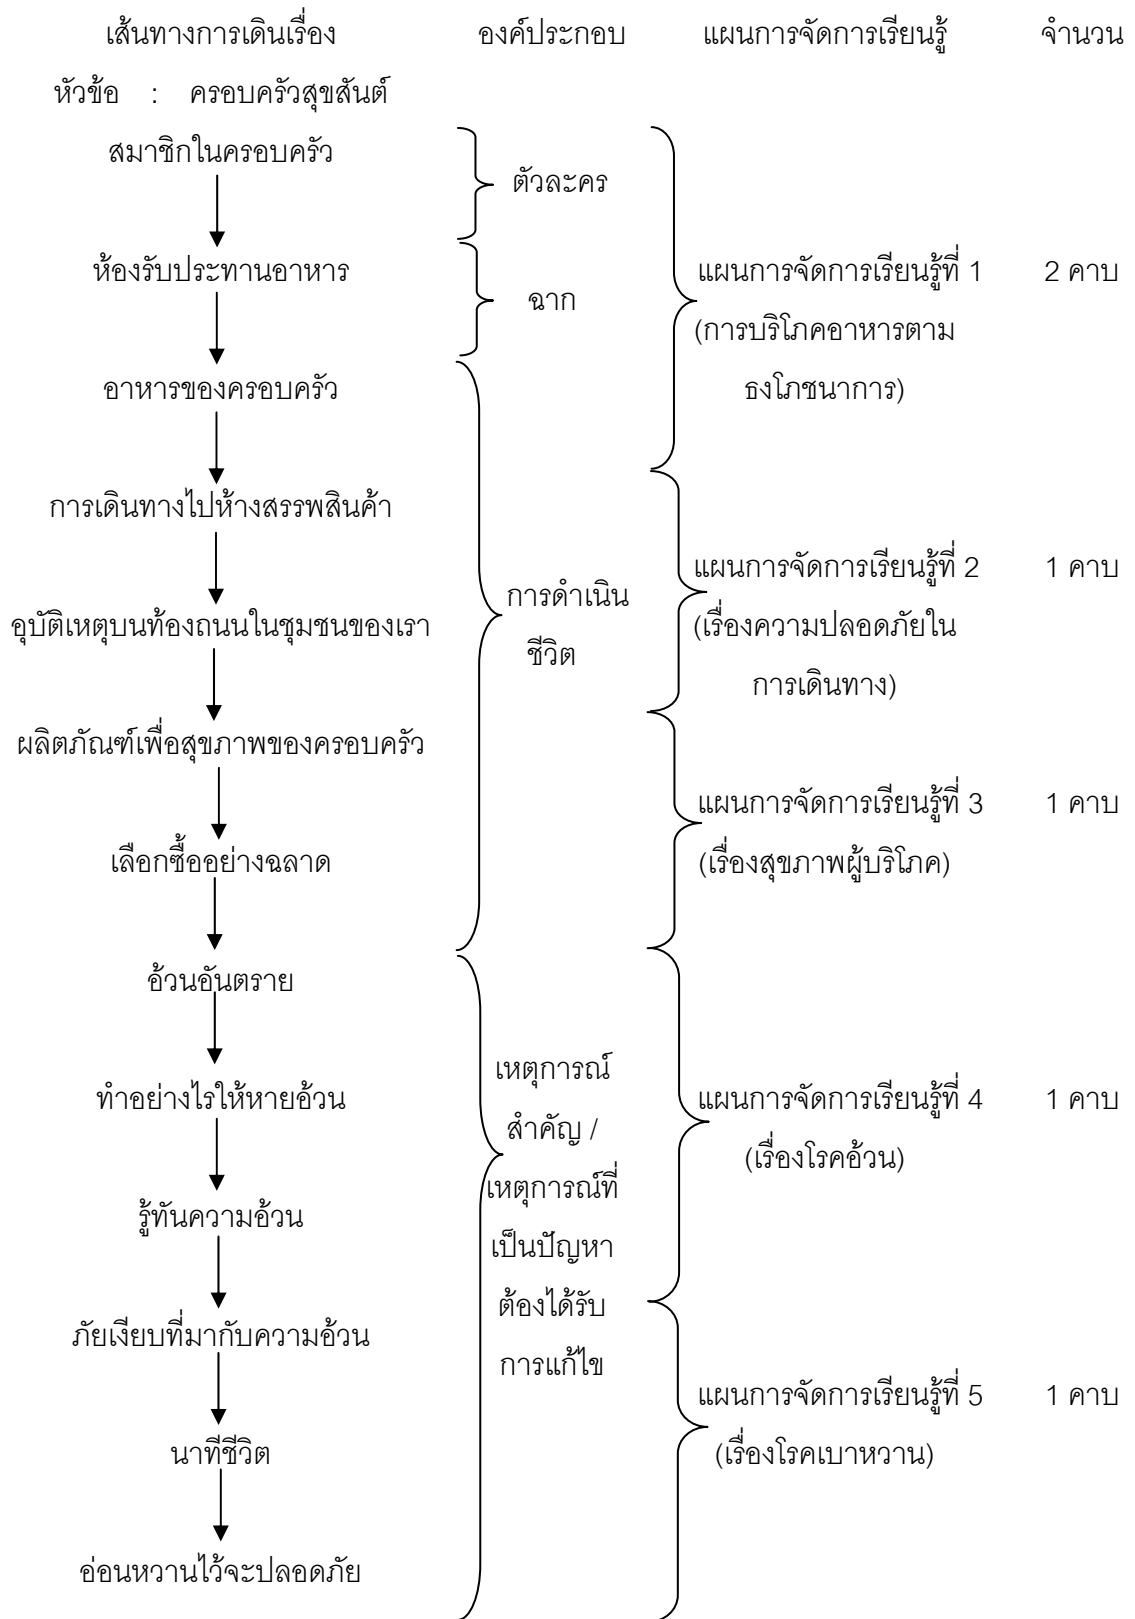 เส้นทางการเดินเรื่อง องค์ประกอบ แผนการจัดการเรียนรู้ จำนวน
หัวข้อ : ครอบครัวสุขสันต์
สมาชิกในครอบครัว
ตัวละคร
ห้องรับประทานอาหาร
ฉาก
แผนการจัดการเรียนรู้ที่ 1 2 คาบ
(การบริโภคอาหารตาม
ธงโภชนาการ)
อาหารของครอบครัว
การเดินทางไปห้างสรรพสินค้า
อุบัติเหตุบนท้องถนนในชุมชนของเรา
การดำเนิน
ชีวิต
แผนการจัดการเรียนรู้ที่ 2 1 คาบ
(เรื่องความปลอดภัยใน
การเดินทาง)
ผลิตภัณฑ์เพื่อสุขภาพของครอบครัว
เลือกซื้ออย่างฉลาด
แผนการจัดการเรียนรู้ที่ 3 1 คาบ
(เรื่องสุขภาพผู้บริโภค)
อ้วนอันตราย
ทำอย่างไรให้หายอ้วน
รู้ทันความอ้วน
เหตุการณ์
สำคัญ /
เหตุการณ์ที่
เป็นปัญหา
ต้องได้รับ
การแก้ไข
แผนการจัดการเรียนรู้ที่ 4 1 คาบ
(เรื่องโรคอ้วน)
ภัยเงียบที่มากับความอ้วน
นาทีชีวิต
อ่อนหวานไว้จะปลอดภัย
แผนการจัดการเรียนรู้ที่ 5 1 คาบ
(เรื่องโรคเบาหวาน)